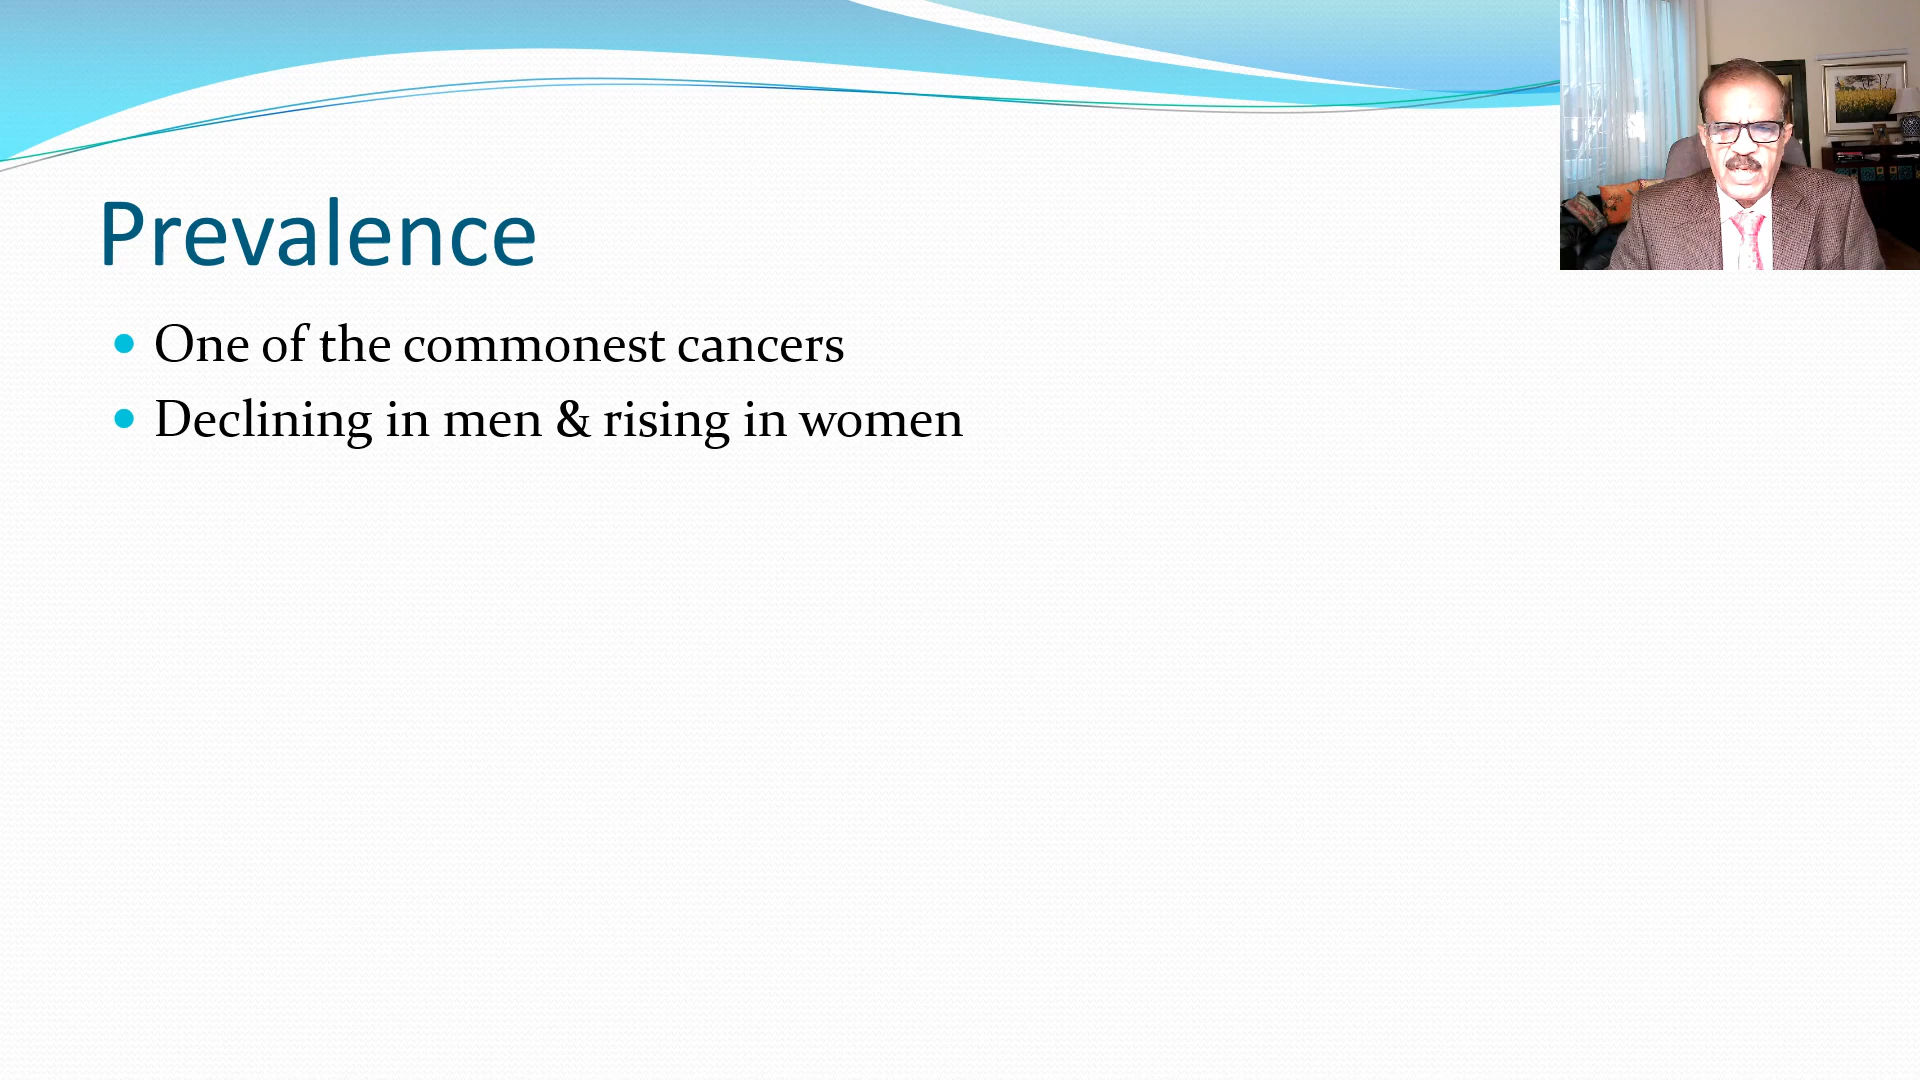 Prevalence
One of the commonest cancers
Declining in men & rising in women